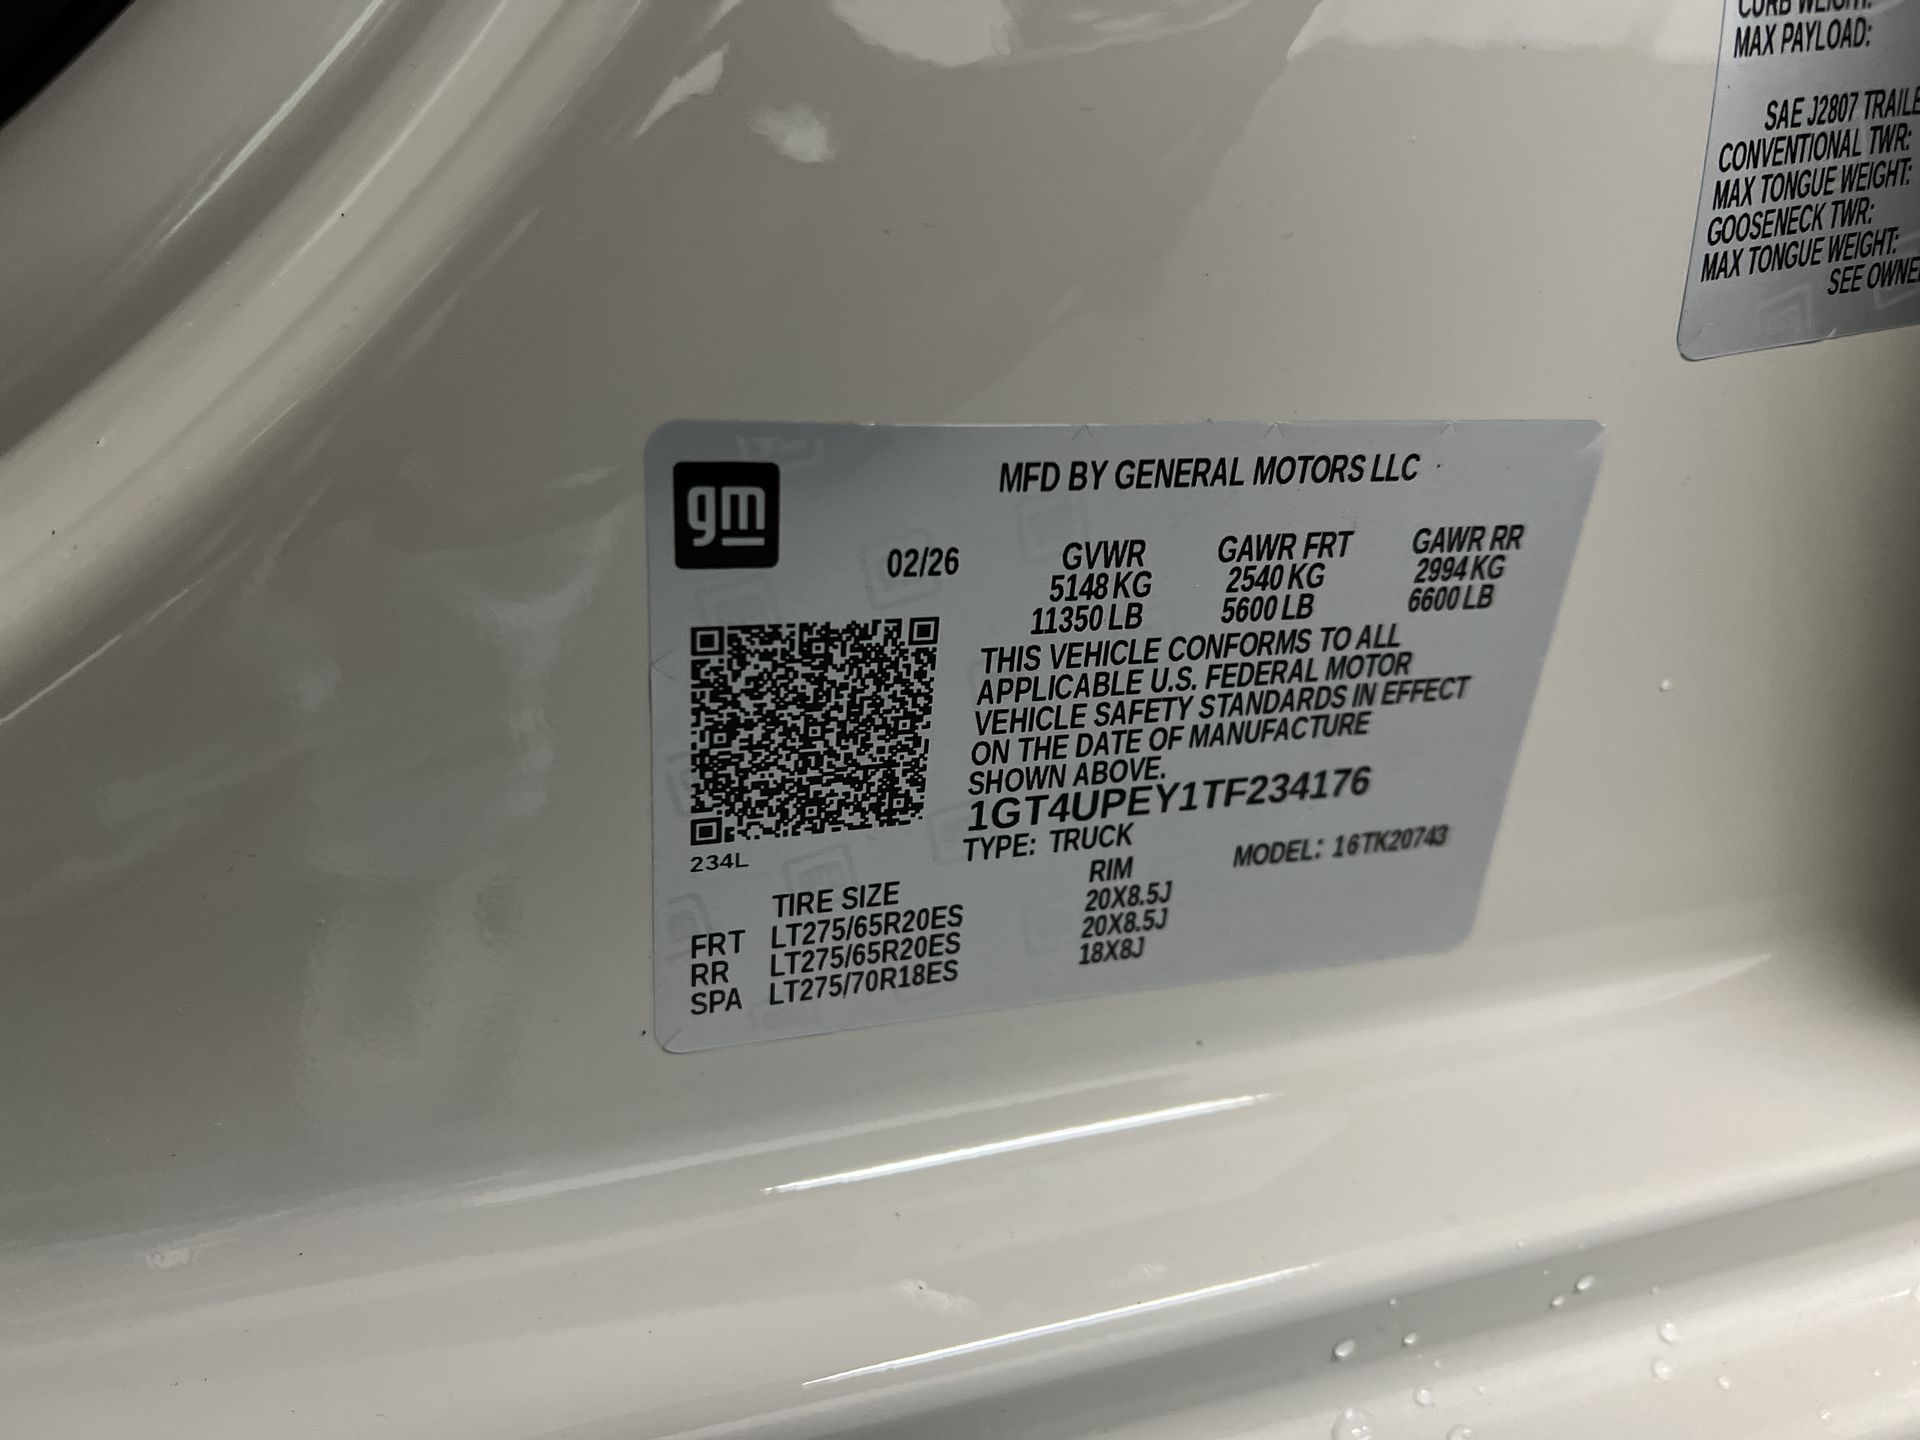 CURB WEIGHT:
MAX PAYLOAD:
SAE J2807
CONVENTIONAL TWR:
MAX TONGUE WEIGHT:
GOOSENECK TWR:
MAX TONGUE WEIGHT:
SEE
gm
MFD BY GENERAL MOTORS LLC
02/26 GVWR GAWR FRT GAWR RR
5148 KG 2540 KG 2994 KG
11350 LB 5600 LB 6600 LB
THIS VEHICLE CONFORMS TO ALL
APPLICABLE U.S. FEDERAL MOTOR
VEHICLE SAFETY STANDARDS IN EFFECT
ON THE DATE OF MANUFACTURE
SHOWN ABOVE.
1GT4UPEY1TF234176
TYPE: TRUCK MODEL: 16TK20743
234L
TIRE SIZE RIM
FRT LT275/65R20ES 20X8.5J
RR LT275/65R20ES 20X8.5J
SPA LT275/70R18ES 18X8J